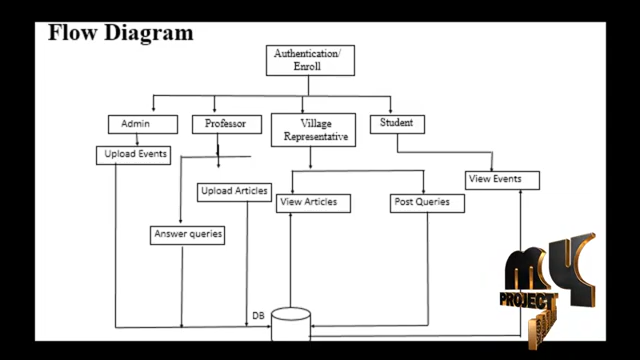 Flow Diagram
Authentication/
Enroll
Admin
Professor
Village
Representative
Student
Upload Events
View Events
Upload Articles
View Articles
Post Queries
Answer queries
DB
MY
PROJECT